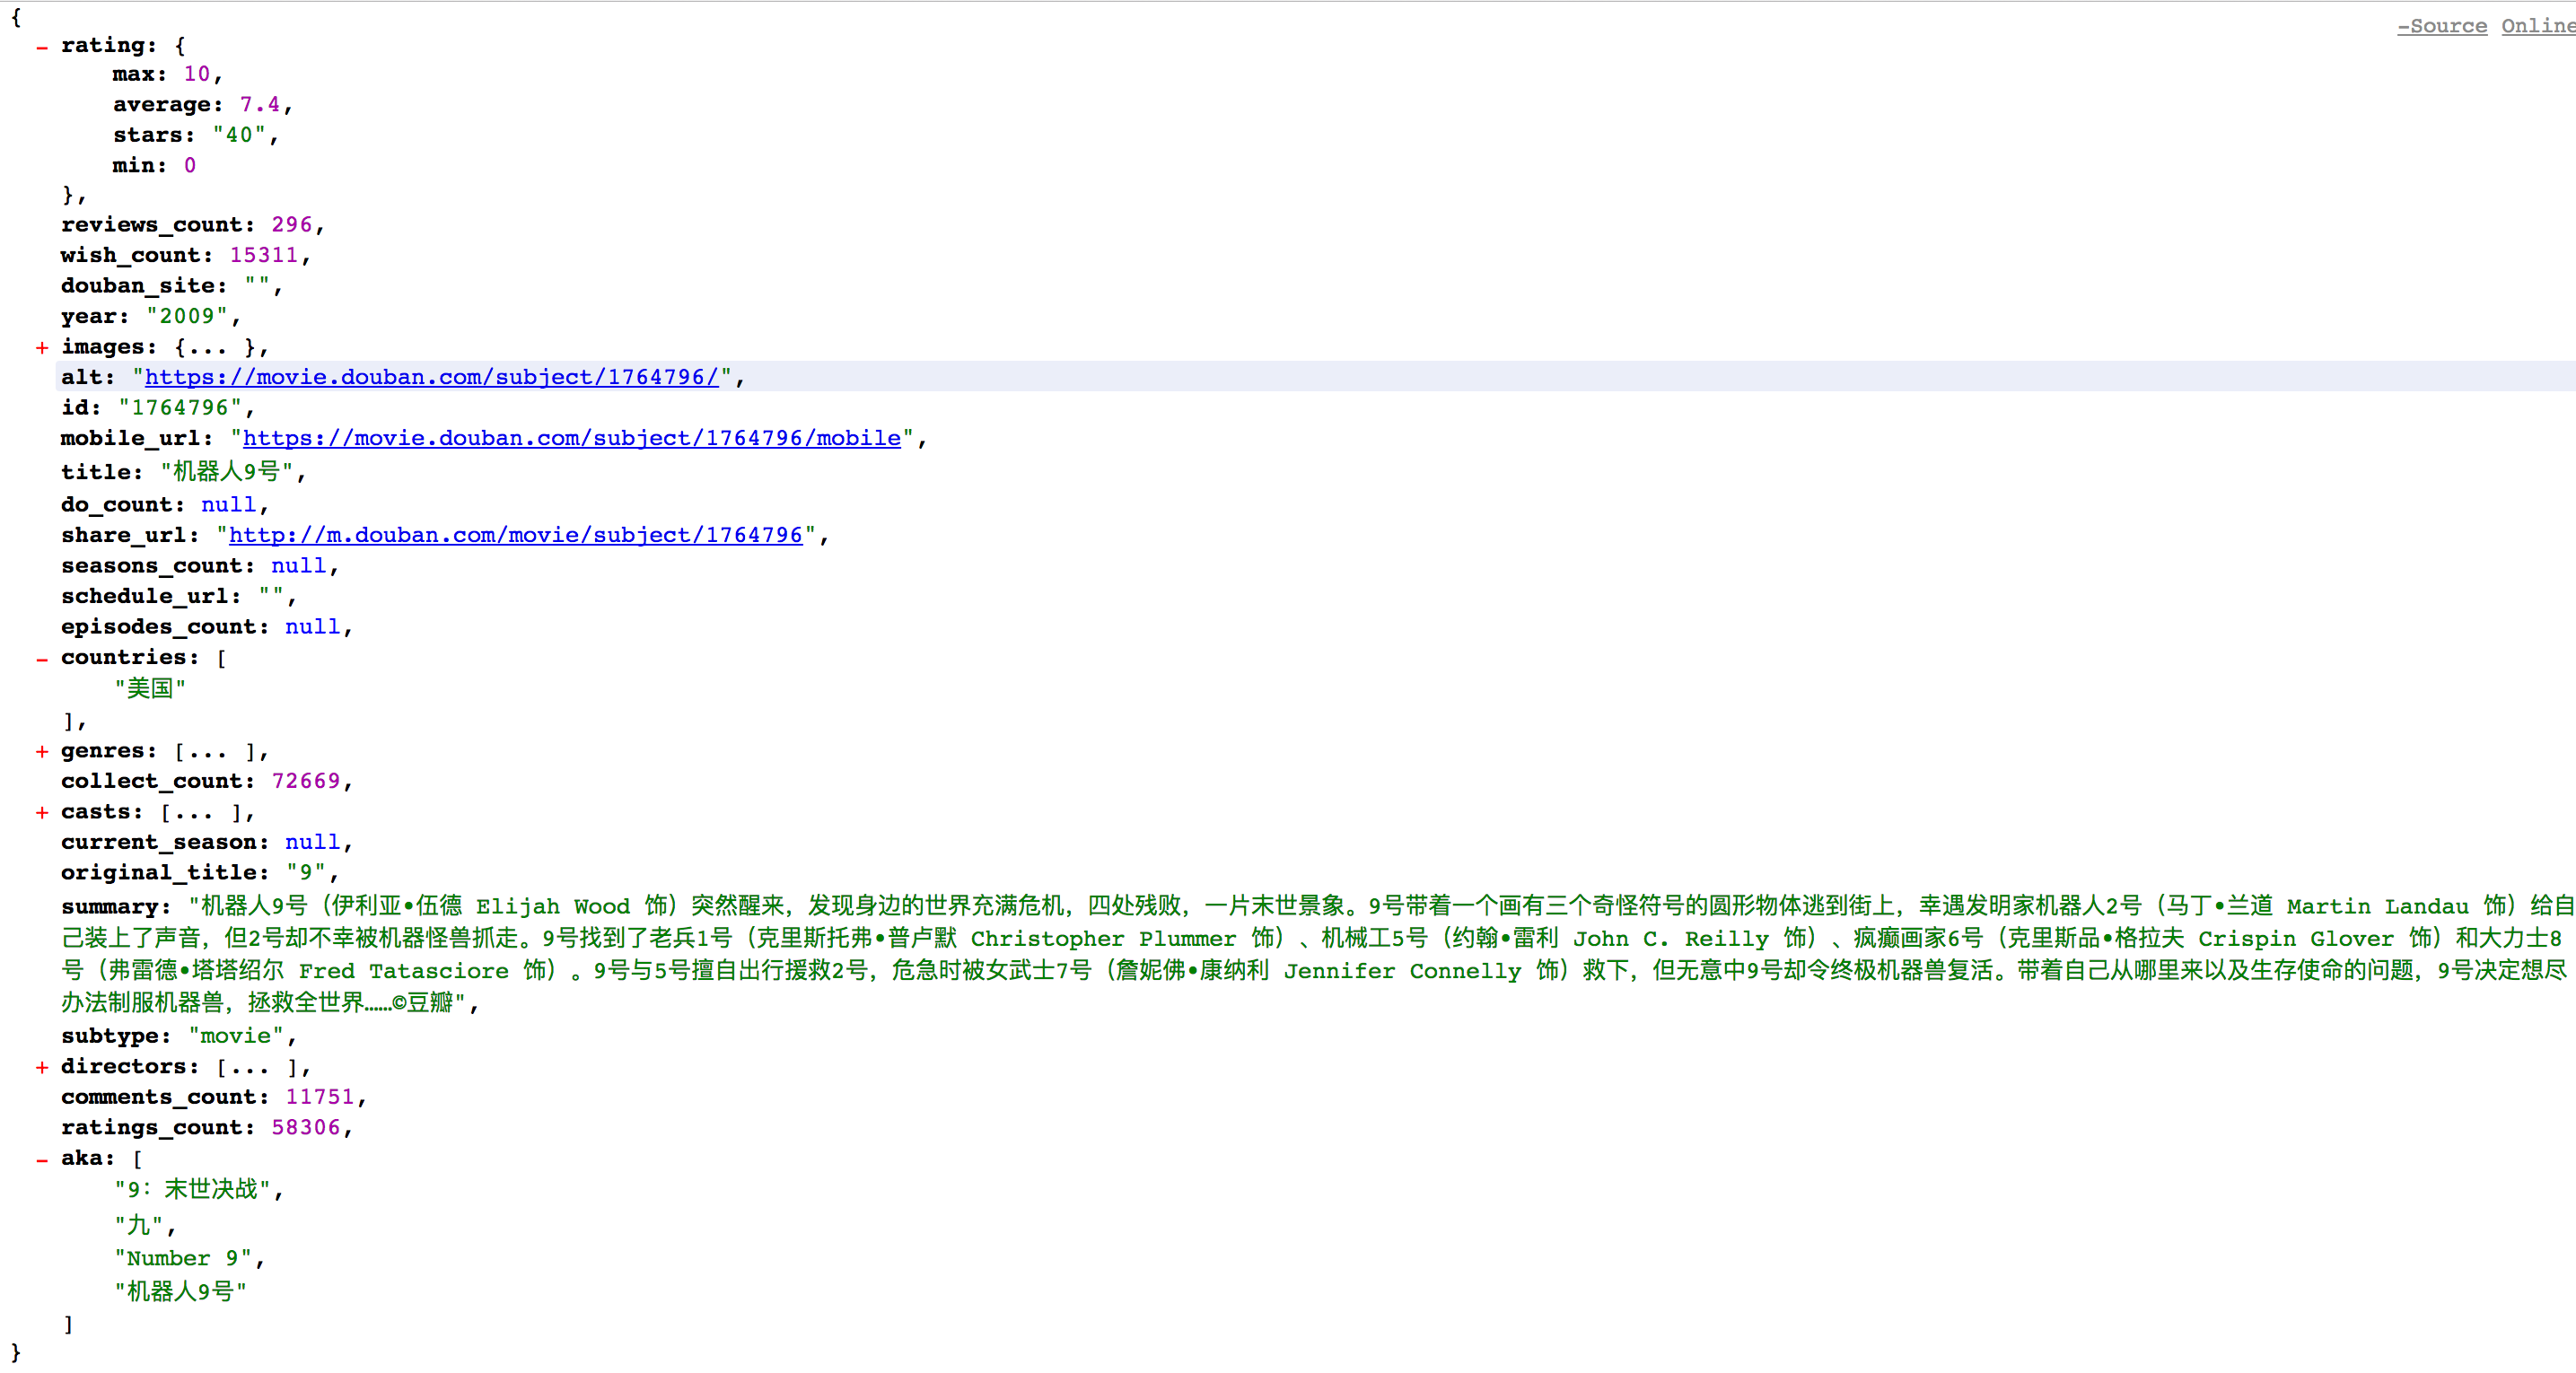 {
-Source Online
- rating: {
max: 10,
average: 7.4,
stars: "40",
min: 0
},
reviews_count: 296,
wish_count: 15311,
douban_site: "",
year: "2009",
+ images: {... },
alt: "https://movie.douban.com/subject/1764796/",
id: "1764796",
mobile_url: "https://movie.douban.com/subject/1764796/mobile",
title: "机器人9号",
do_count: null,
share_url: "http://m.douban.com/movie/subject/1764796",
seasons_count: null,
schedule_url: "",
episodes_count: null,
- countries: [
"美国"
],
+ genres: [... ],
collect_count: 72669,
+ casts: [... ],
current_season: null,
original_title: "9",
summary: "机器人9号（伊利亚•伍德 Elijah Wood 饰）突然醒来，发现身边的世界充满危机，四处残败，一片末世景象。9号带着一个画有三个奇怪符号的圆形物体逃到街上，幸遇发明家机器人2号（马丁•兰道 Martin Landau 饰）给自
己装上了声音，但2号却不幸被机器怪兽抓走。9号找到了老兵1号（克里斯托弗•普卢默 Christopher Plummer 饰）、机械工5号（约翰•雷利 John C. Reilly 饰）、疯癫画家6号（克里斯品•格拉夫 Crispin Glover 饰）和大力士8
号（弗雷德•塔塔绍尔 Fred Tatasciore 饰）。9号与5号擅自出行援救2号，危急时被女武士7号（詹妮佛•康纳利 Jennifer Connelly 饰）救下，但无意中9号却令终极机器兽复活。带着自己从哪里来以及生存使命的问题，9号决定想尽
办法制服机器兽，拯救全世界……©豆瓣",
subtype: "movie",
+ directors: [... ],
comments_count: 11751,
ratings_count: 58306,
- aka: [
"9：末世决战",
"九",
"Number 9",
"机器人9号"
]
}